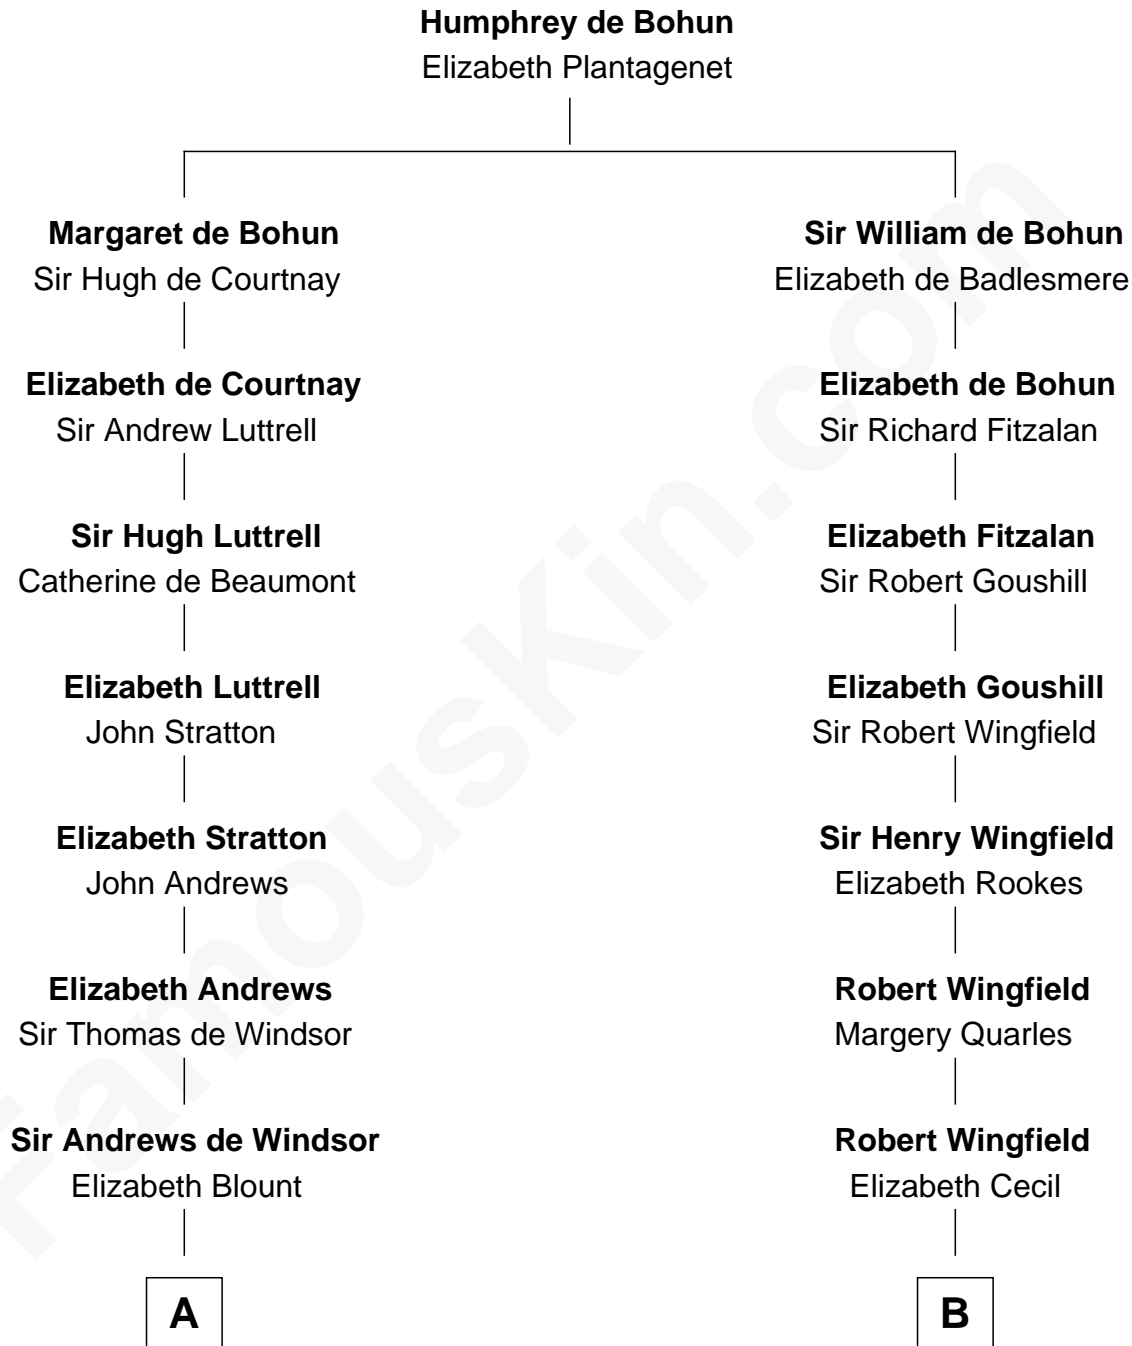 Humphrey de Bohun
Elizabeth Plantagenet
Margaret de Bohun
Sir Hugh de Courtnay
Sir William de Bohun
Elizabeth de Badlesmere
Elizabeth de Courtnay
Sir Andrew Luttrell
Elizabeth de Bohun
Sir Richard Fitzalan
Sir Hugh Luttrell
Catherine de Beaumont
Elizabeth Fitzalan
Sir Robert Goushill
Elizabeth Luttrell
John Stratton
Elizabeth Goushill
Sir Robert Wingfield
Elizabeth Stratton
John Andrews
Sir Henry Wingfield
Elizabeth Rookes
Elizabeth Andrews
Sir Thomas de Windsor
Robert Wingfield
Margery Quarles
Sir Andrews de Windsor
Elizabeth Blount
Robert Wingfield
Elizabeth Cecil
A
B
FamousKin.com